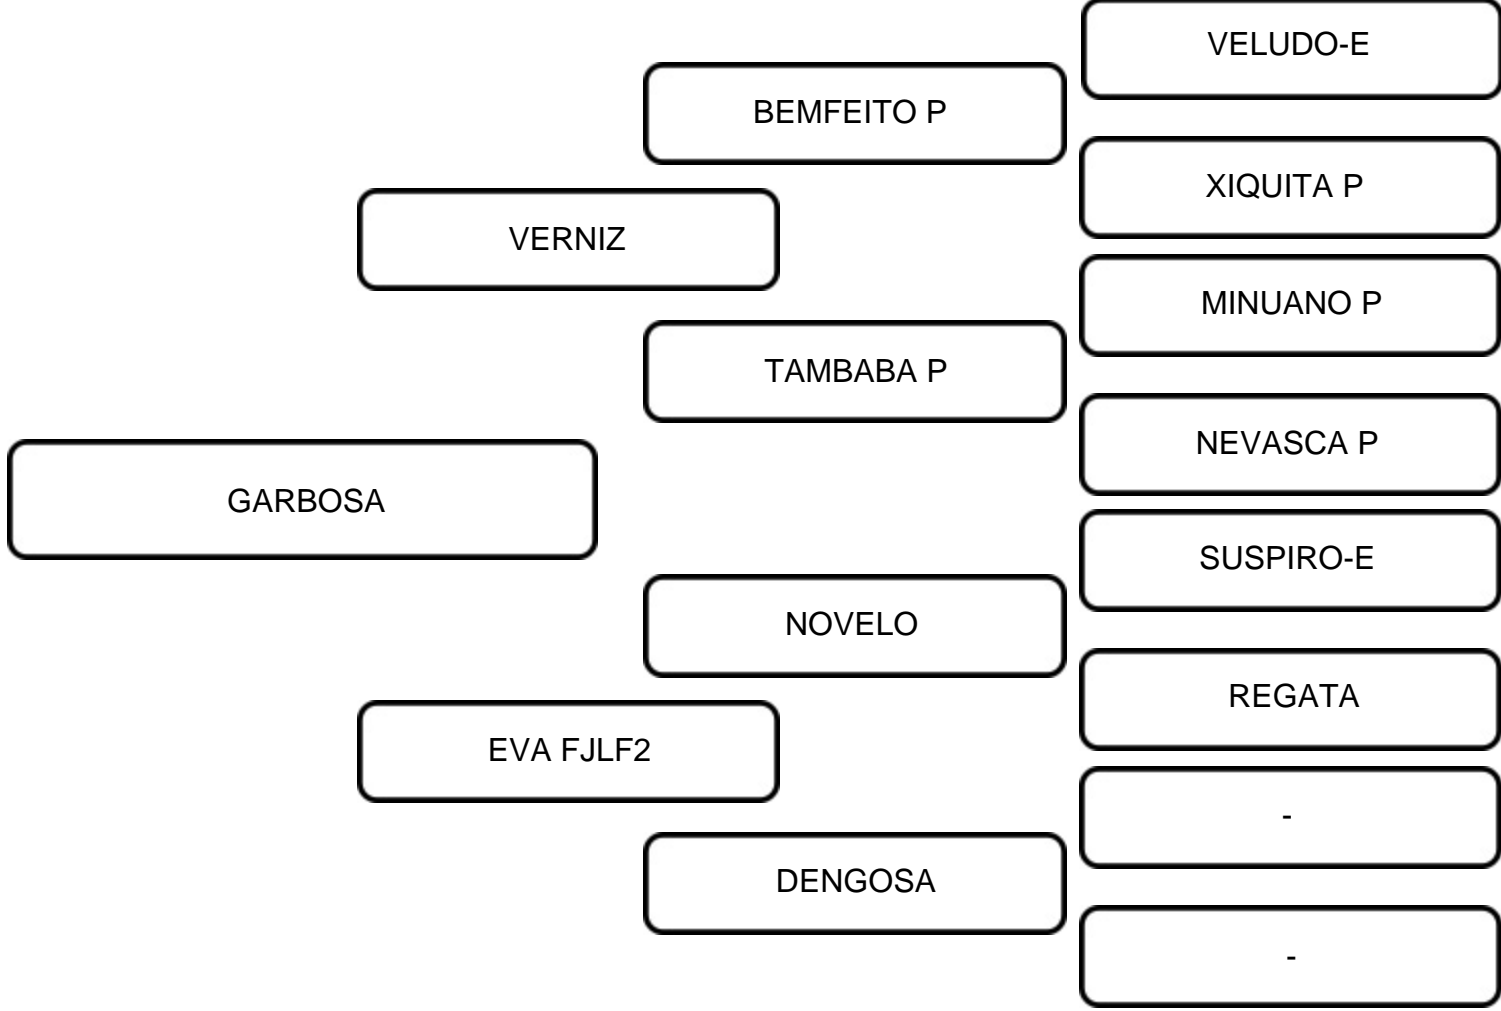 VELUDO-E
BEMFEITO P
XIQUITA P
VERNIZ
MINUANO P
TAMBABA P
NEVASCA P
GARBOSA
SUSPIRO-E
NOVELO
REGATA
EVA FJLF2
-
DENGOSA
-